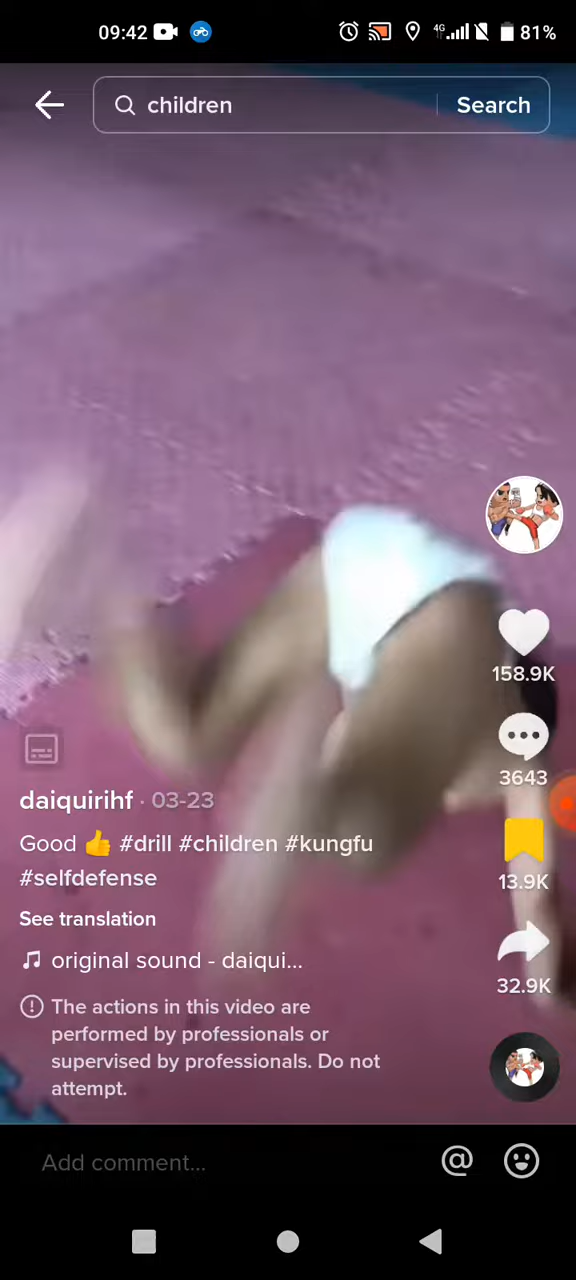 09:42
4G
81%
children
Search
158.9K
3643
daiquirihf · 03-23
Good 👍 #drill #children #kungfu
#selfdefense
13.9K
See translation
original sound - daiqui...
32.9K
The actions in this video are
performed by professionals or
supervised by professionals. Do not
attempt.
Add comment...